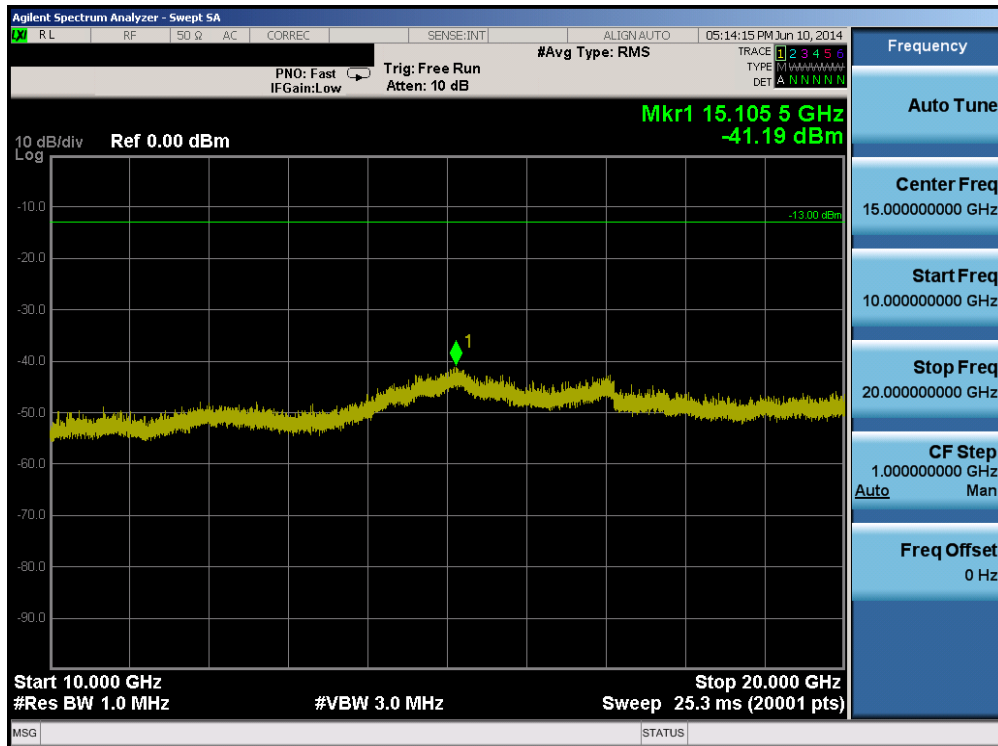 Agilent Spectrum Analyzer - Swept SA
LXI RL RF 50 Ω AC CORREC SENSE:INT ALIGN AUTO 05:14:15 PM Jun 10, 2014
#Avg Type: RMS TRACE 1 2 3 4 5 6
PNO: Fast Trig: Free Run TYPE M WWWWW
IFGain:Low Atten: 10 dB DET A N N N N N
Mkr1 15.105 5 GHz
-41.19 dBm
10 dB/div Ref 0.00 dBm
Log
-10.0
-13.00 dBm
-20.0
-30.0
1
-40.0
-50.0
-60.0
-70.0
-80.0
-90.0
Start 10.000 GHz Stop 20.000 GHz
#Res BW 1.0 MHz #VBW 3.0 MHz Sweep 25.3 ms (20001 pts)
MSG STATUS
Frequency
Auto Tune
Center Freq
15.000000000 GHz
Start Freq
10.000000000 GHz
Stop Freq
20.000000000 GHz
CF Step
1.000000000 GHz
Auto Man
Freq Offset
0 Hz